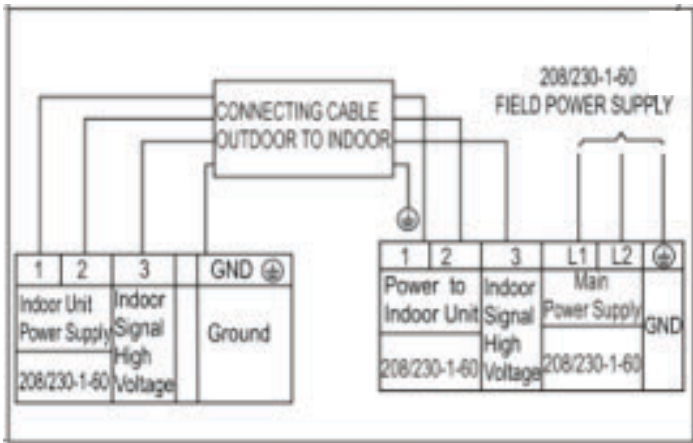 208/230-1-60
FIELD POWER SUPPLY
CONNECTING CABLE
OUTDOOR TO INDOOR
1 2 3 GND
Indoor Unit
Power Supply
208/230-1-60
Indoor
Signal
High
Voltage
Ground
1 2 3 L1 L2
Power to
Indoor Unit
208/230-1-60
Indoor
Signal
High
Voltage
Main
Power Supply
208/230-1-60
GND